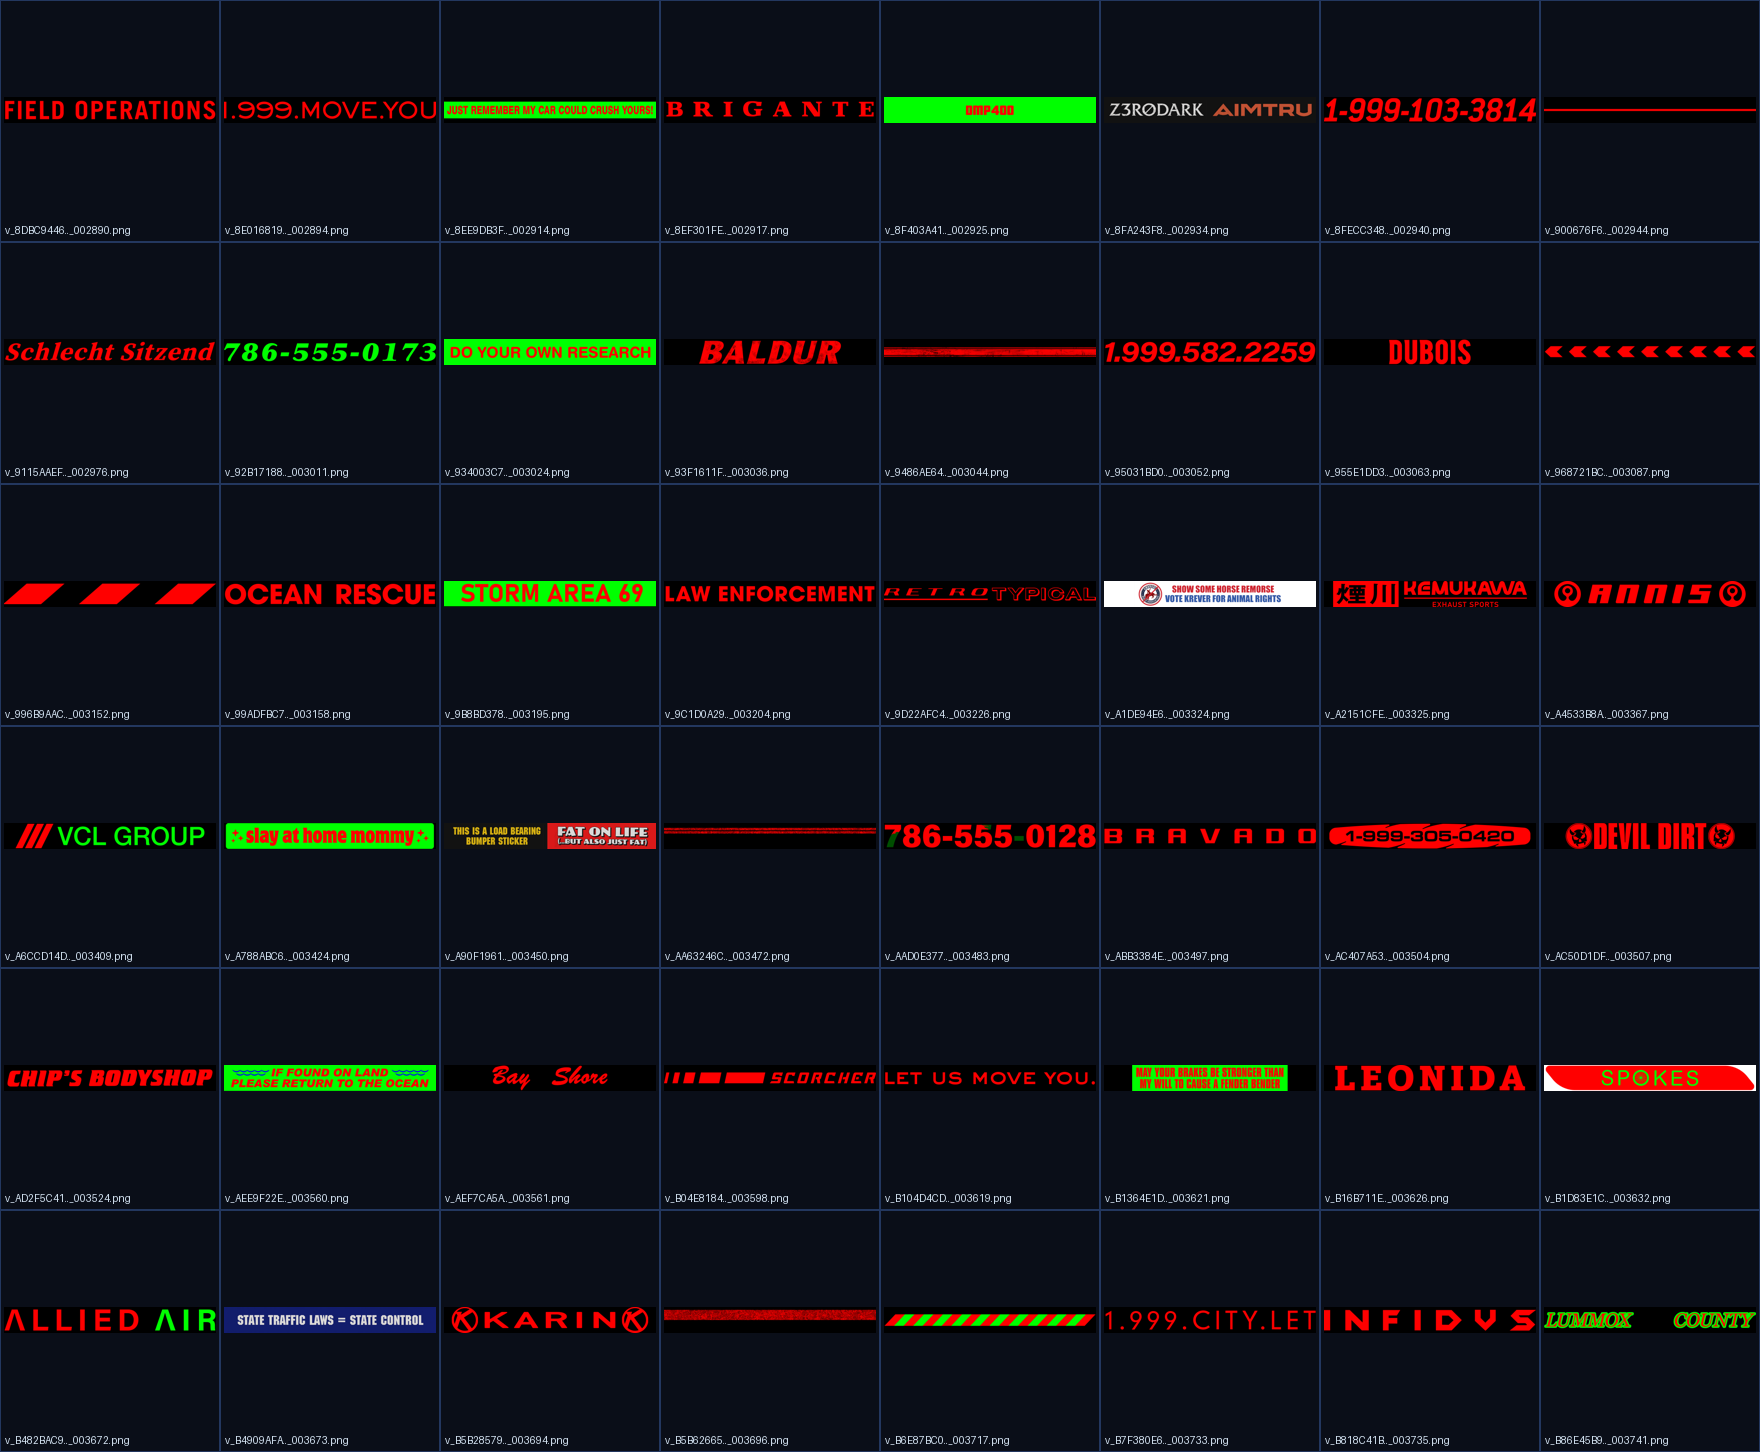 FIELD OPERATIONS
1.999.MOVE.YOU
JUST REMEMBER MY CAR COULD CRUSH YOURS!
BRIGANTE
DMP400
Z3RØDARK AIMTRU
1-999-103-3814
v_8DBC9446.._002890.png
v_8E016819.._002894.png
v_8EE9DB3F.._002914.png
v_8EF301FE.._002917.png
v_8F403A41.._002925.png
v_8FA243F8.._002934.png
v_8FECC348.._002940.png
v_900676F6.._002944.png
Schlecht Sitzend
786-555-0173
DO YOUR OWN RESEARCH
BALDUR
1.999.582.2259
DUBOIS
v_9115AAEF.._002976.png
v_92B17188.._003011.png
v_934003C7.._003024.png
v_93F1611F.._003036.png
v_9486AE64.._003044.png
v_95031BD0.._003052.png
v_955E1DD3.._003063.png
v_968721BC.._003087.png
OCEAN RESCUE
STORM AREA 69
LAW ENFORCEMENT
RETROTYPICAL
SHOW SOME HORSE REMORSE
VOTE KREVER FOR ANIMAL RIGHTS
煙川 KEMUKAWA
EXHAUST SPORTS
ANNIS
v_996B9AAC.._003152.png
v_99ADFBC7.._003158.png
v_9B8BD378.._003195.png
v_9C1D0A29.._003204.png
v_9D22AFC4.._003226.png
v_A1DE94E6.._003324.png
v_A2151CFE.._003325.png
v_A4533B8A.._003367.png
VCL GROUP
slay at home mommy
THIS IS A LOAD BEARING
BUMPER STICKER
FAT ON LIFE
(...BUT ALSO JUST FAT)
786-555-0128
BRAVADO
1-999-305-0420
DEVIL DIRT
v_A6CCD14D.._003409.png
v_A788ABC6.._003424.png
v_A90F1961.._003450.png
v_AA63246C.._003472.png
v_AAD0E377.._003483.png
v_ABB3384E.._003497.png
v_AC407A53.._003504.png
v_AC50D1DF.._003507.png
CHIP'S BODYSHOP
IF FOUND ON LAND
PLEASE RETURN TO THE OCEAN
Bay Shore
SCORCHER
LET US MOVE YOU.
MAY YOUR BRAKES BE STRONGER THAN
MY WILL TO CAUSE A FENDER BENDER
LEONIDA
SPOKES
v_AD2F5C41.._003524.png
v_AEE9F22E.._003560.png
v_AEF7CA5A.._003561.png
v_B04E8184.._003598.png
v_B104D4CD.._003619.png
v_B1364E1D.._003621.png
v_B16B711E.._003626.png
v_B1D83E1C.._003632.png
ALLIED AIR
STATE TRAFFIC LAWS = STATE CONTROL
KARIN
1.999.CITY.LET
INFIDVS
LUMMOX COUNTY
v_B482BAC9.._003672.png
v_B4909AFA.._003673.png
v_B5B28579.._003694.png
v_B5B62665.._003696.png
v_B6E87BC0.._003717.png
v_B7F380E6.._003733.png
v_B818C41B.._003735.png
v_B86E45B9.._003741.png